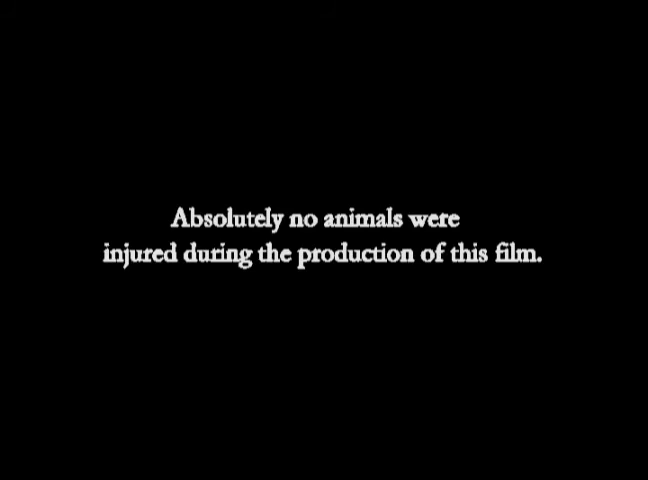 Absolutely no animals were
injured during the production of this film.